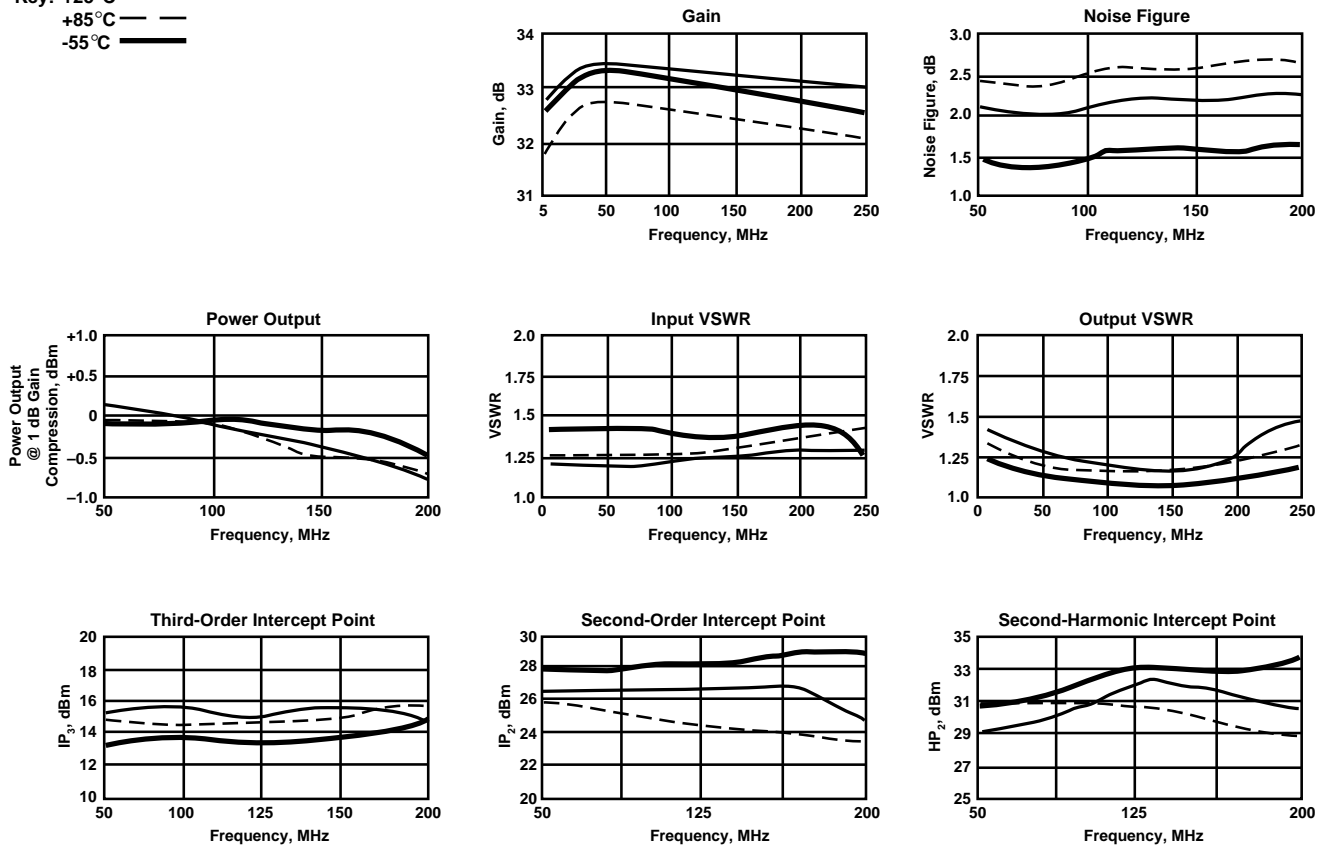 +85°C
-55°C
Gain
34
33
32
31
Gain, dB
5 50 100 150 200 250
Frequency, MHz
Noise Figure
3.0
2.5
2.0
1.5
1.0
Noise Figure, dB
50 100 150 200
Frequency, MHz
Power Output
+1.0
+0.5
0
–0.5
–1.0
Power Output
@ 1 dB Gain
Compression, dBm
50 100 150 200
Frequency, MHz
Input VSWR
2.0
1.75
1.5
1.25
1.0
VSWR
0 50 100 150 200 250
Frequency, MHz
Output VSWR
2.0
1.75
1.5
1.25
1.0
VSWR
0 50 100 150 200 250
Frequency, MHz
Third-Order Intercept Point
20
18
16
14
12
10
IP3, dBm
50 100 125 150 200
Frequency, MHz
Second-Order Intercept Point
30
28
26
24
22
20
IP2, dBm
50 125 200
Frequency, MHz
Second-Harmonic Intercept Point
35
33
31
29
27
25
HP2, dBm
50 125 200
Frequency, MHz